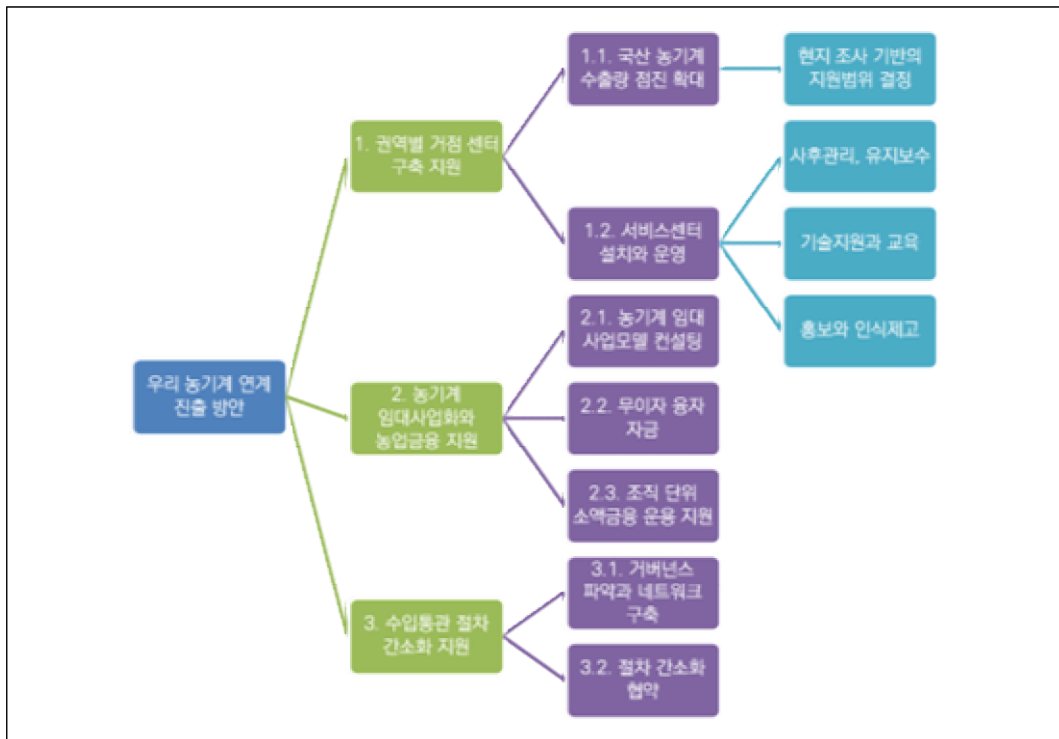 우리 농기계 연계
진출 방안
1. 권역별 거점 센터
구축 지원
1.1. 국산 농기계
수출량 점진 확대
현지 조사 기반의
지원범위 결정
1.2. 서비스센터
설치와 운영
사후관리, 유지보수
기술지원과 교육
홍보와 인식제고
2. 농기계
임대사업화와
농업금융 지원
2.1. 농기계 임대
사업모델 컨설팅
2.2. 무이자 융자
자금
2.3. 조직 단위
소액금융 운용 지원
3. 수입통관 절차
간소화 지원
3.1. 거버넌스
파악과 네트워크
구축
3.2. 절차 간소화
협약